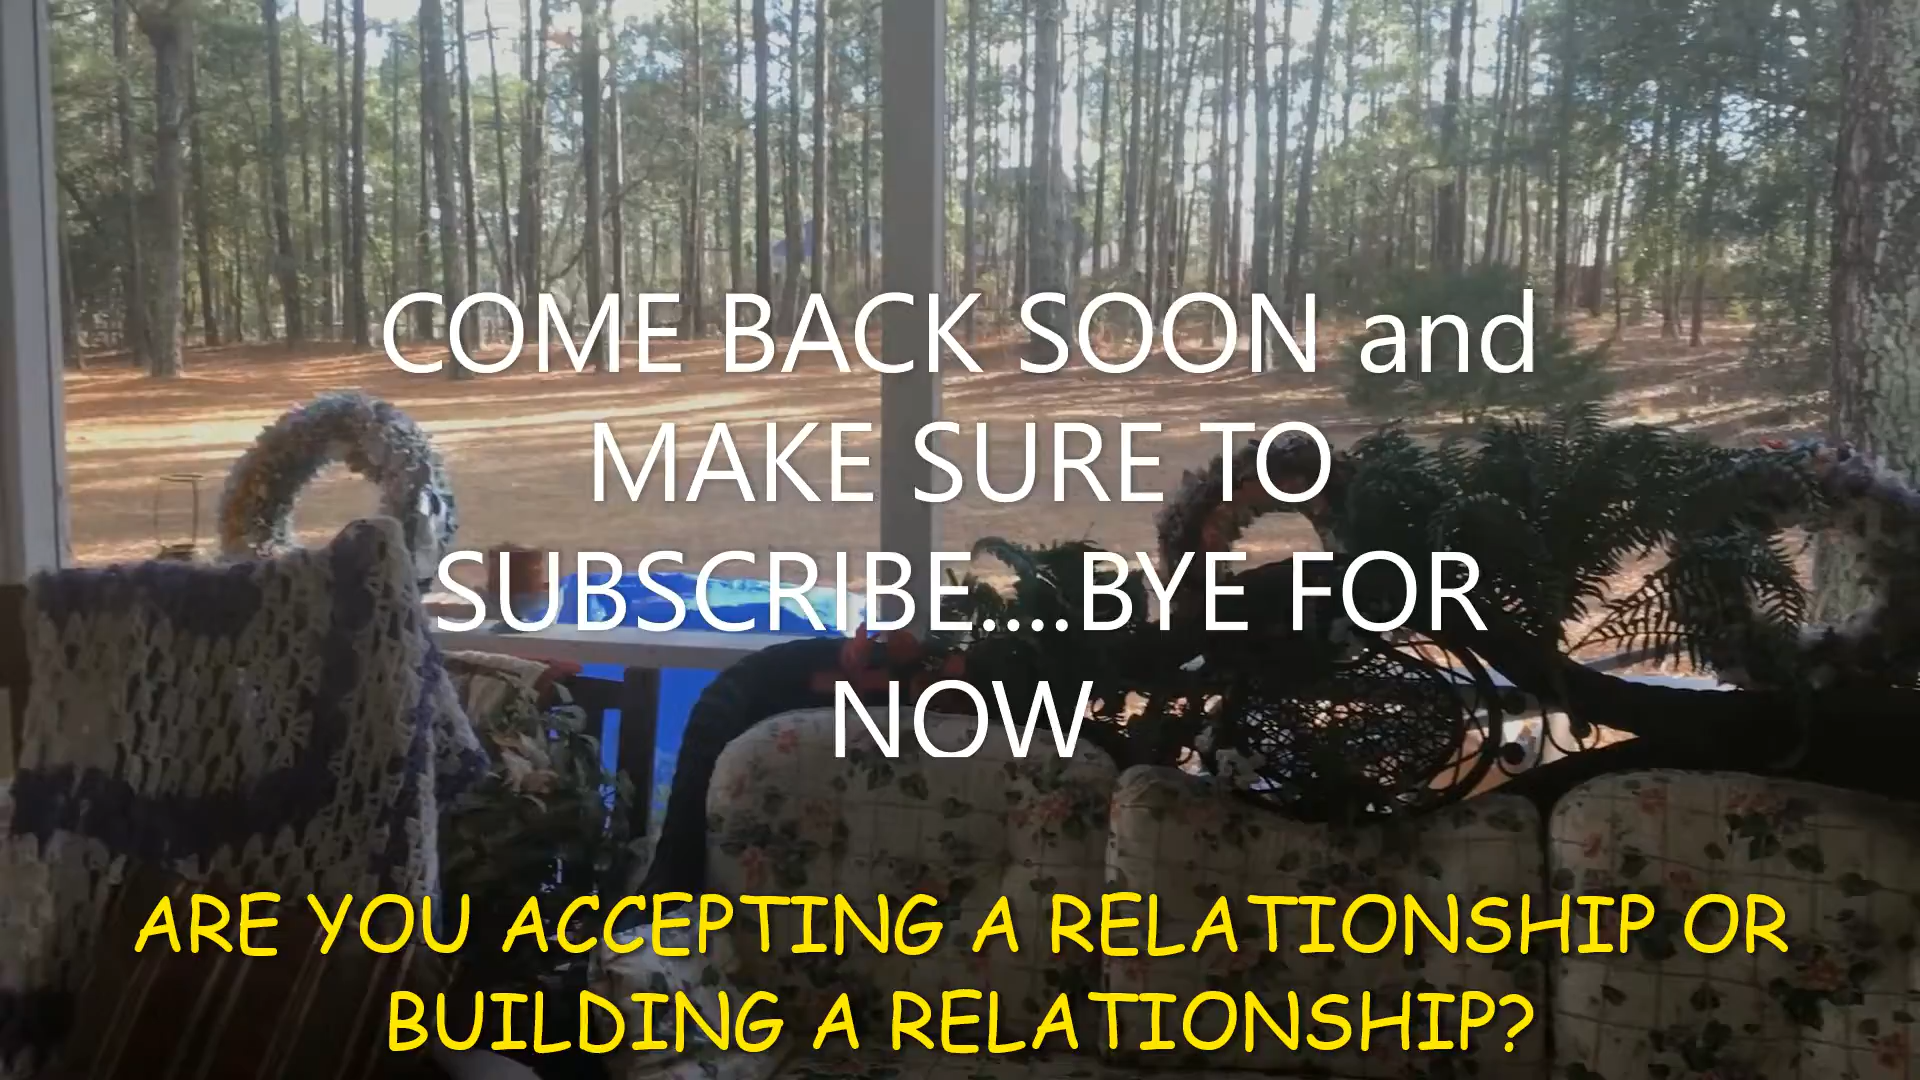 COME BACK SOON and
MAKE SURE TO
SUBSCRIBE....BYE FOR
NOW
ARE YOU ACCEPTING A RELATIONSHIP OR
BUILDING A RELATIONSHIP?